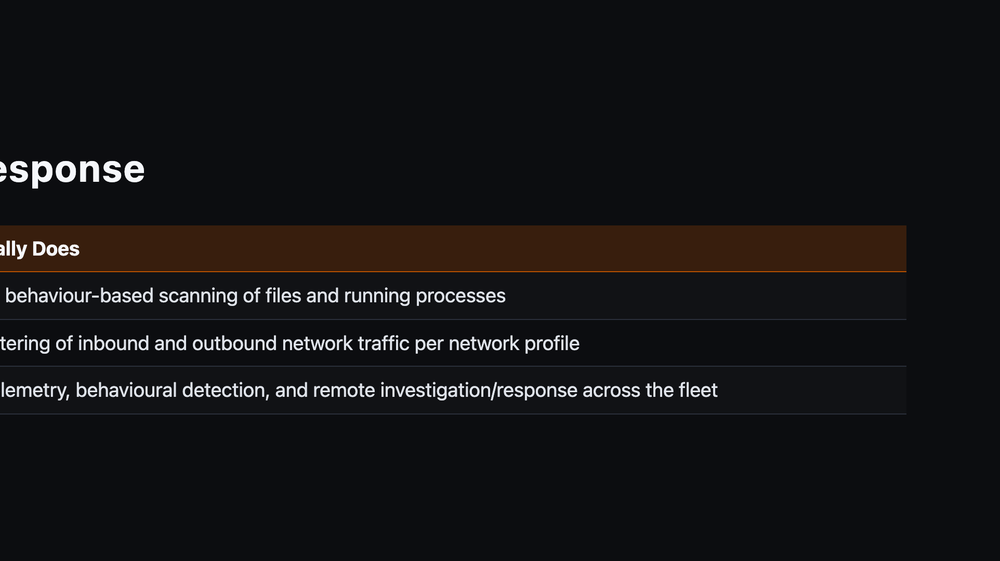 esponse
ally Does
behaviour-based scanning of files and running processes
tering of inbound and outbound network traffic per network profile
lemetry, behavioural detection, and remote investigation/response across the fleet